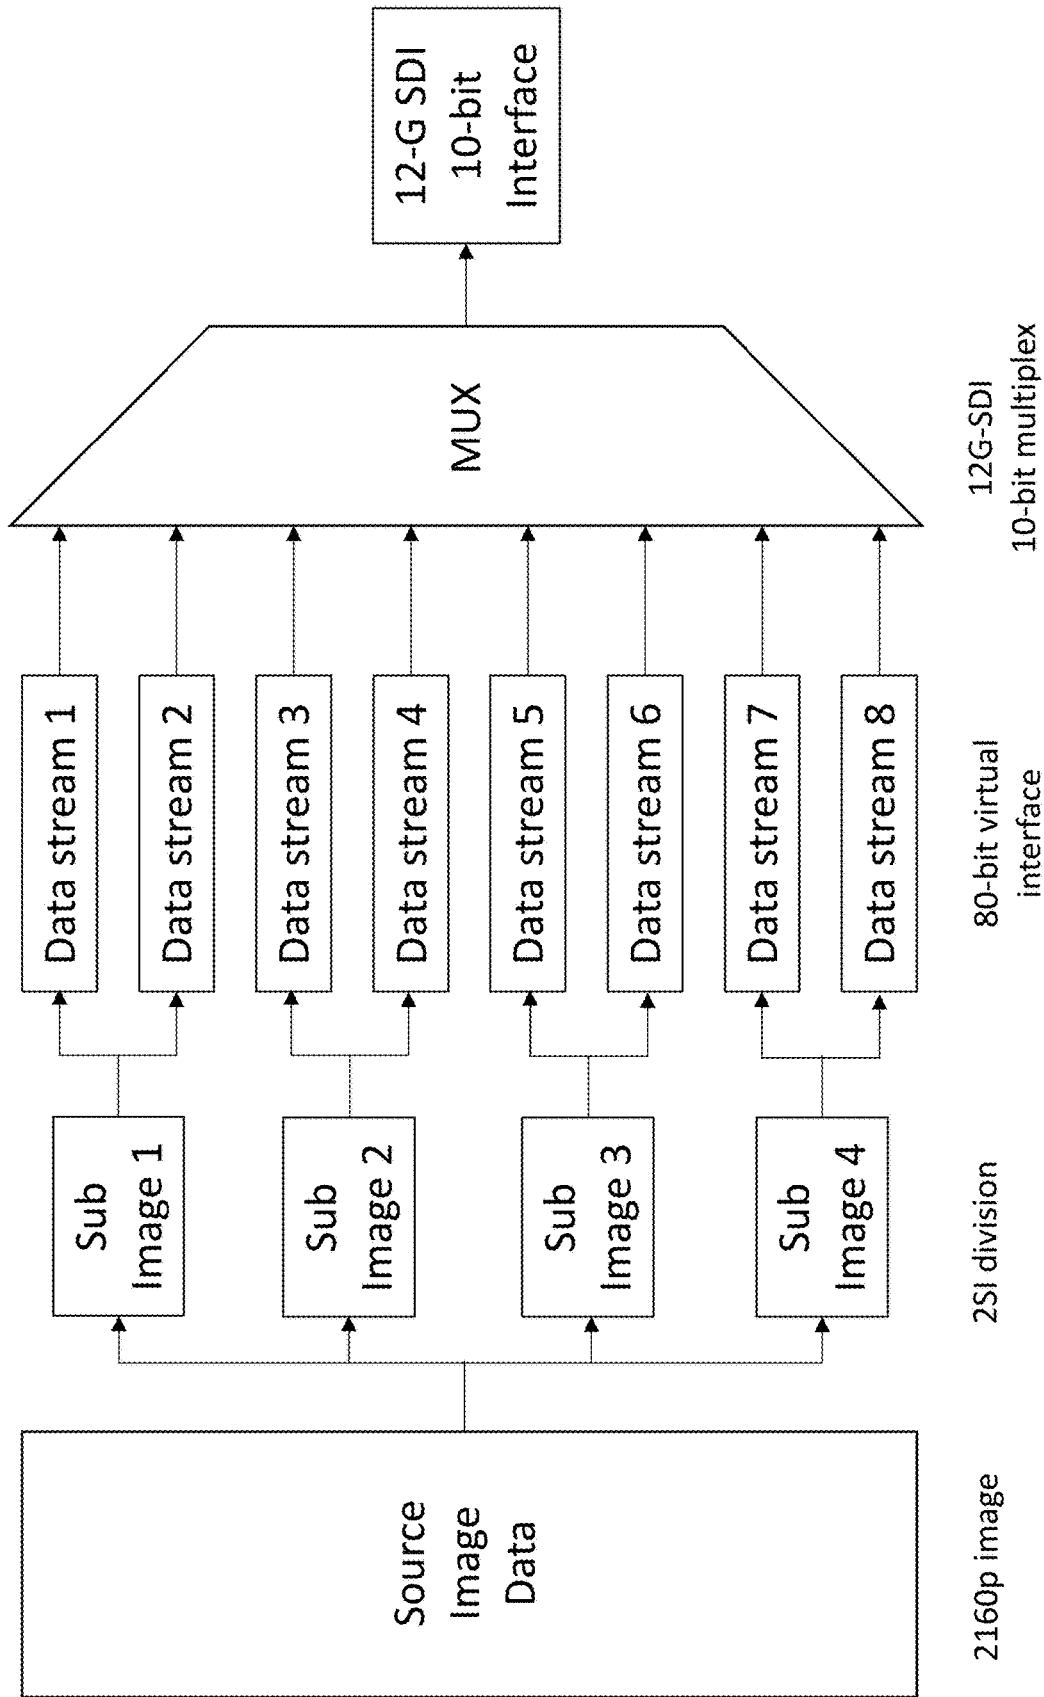 Source
Image
Data
2160p image
Sub
Image 1
Sub
Image 2
Sub
Image 3
Sub
Image 4
2SI division
Data stream 1
Data stream 2
Data stream 3
Data stream 4
Data stream 5
Data stream 6
Data stream 7
Data stream 8
80-bit virtual
interface
MUX
12G-SDI
10-bit multiplex
12-G SDI
10-bit
Interface